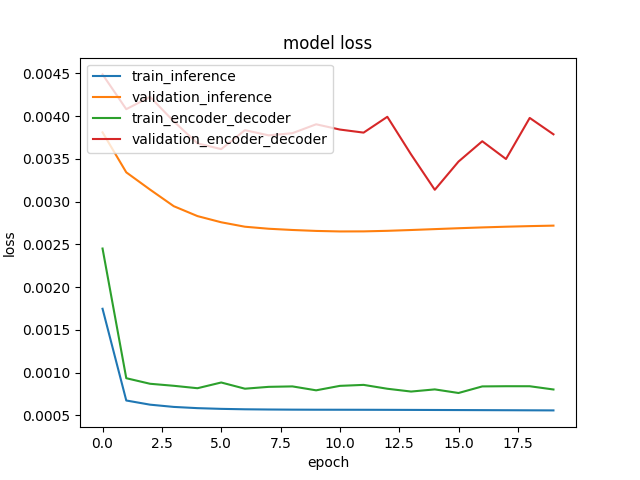 model loss
train_inference
validation_inference
train_encoder_decoder
validation_encoder_decoder
0.0045
0.0040
0.0035
0.0030
0.0025
0.0020
0.0015
0.0010
0.0005
loss
0.0 2.5 5.0 7.5 10.0 12.5 15.0 17.5
epoch